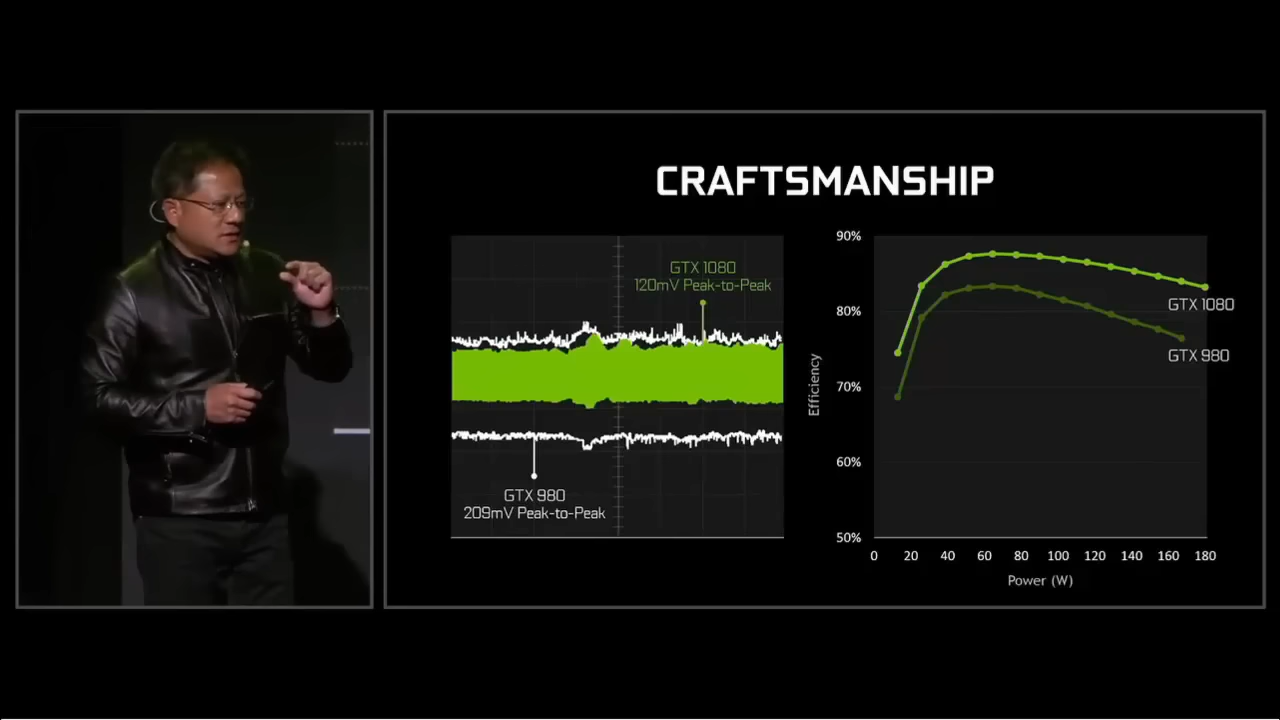 CRAFTSMANSHIP
GTX 1080
120mV Peak-to-Peak
GTX 980
209mV Peak-to-Peak
90%
80%
70%
60%
50%
Efficiency
GTX 1080
GTX 980
0 20 40 60 80 100 120 140 160 180
Power (W)